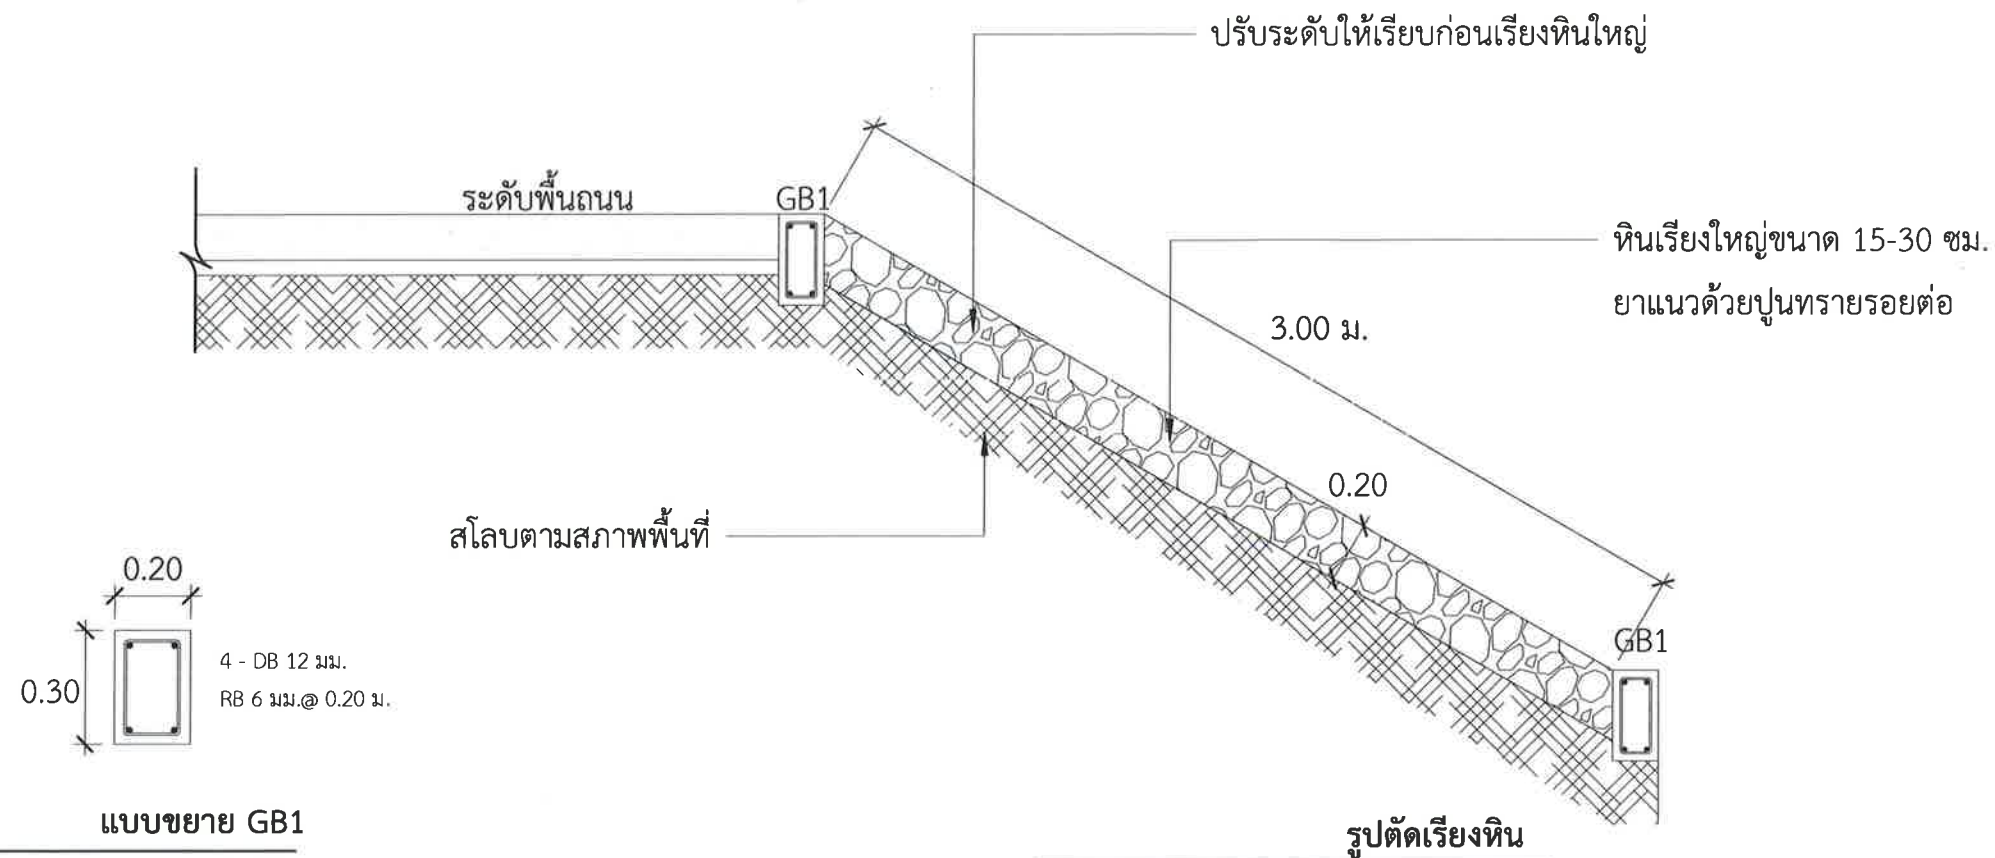 ปรับระดับให้เรียบก่อนเรียงหินใหญ่
ระดับพื้นถนน
GB1
หินเรียงใหญ่ขนาด 15-30 ซม.
ยาแนวด้วยปูนทรายรอยต่อ
3.00 ม.
0.20
สโลบตามสภาพพื้นที่
0.20
0.30
4 - DB 12 มม.
RB 6 มม.@ 0.20 ม.
GB1
แบบขยาย GB1
รูปตัดเรียงหิน